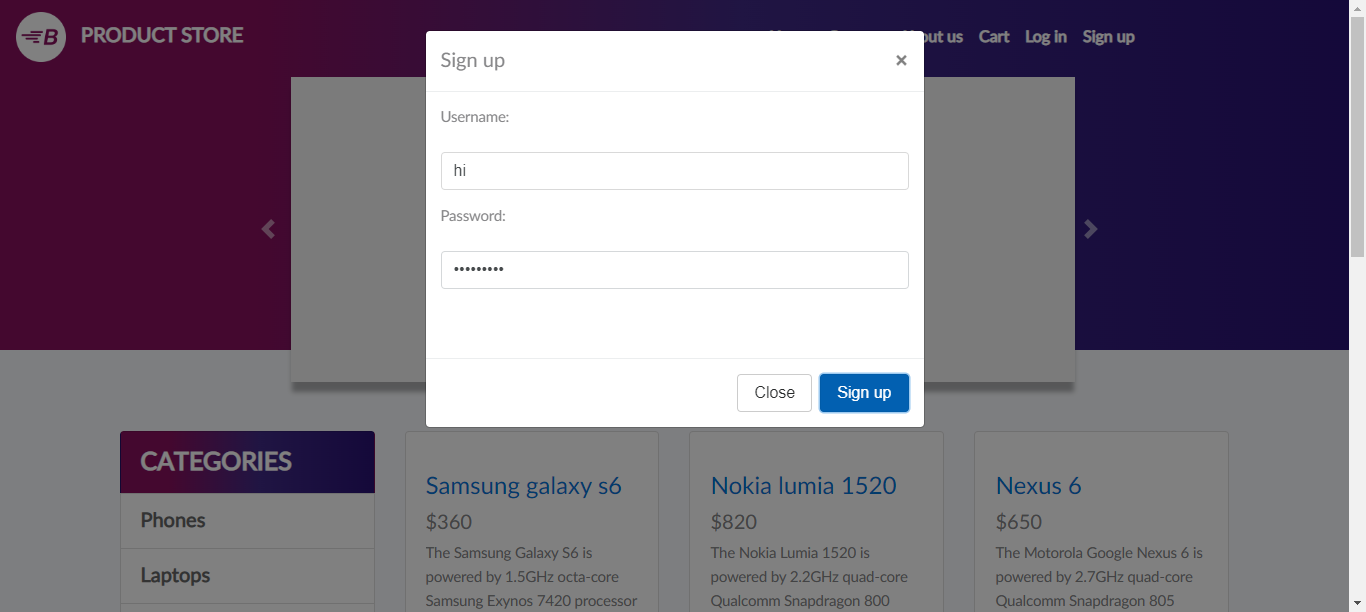 B PRODUCT STORE
out us Cart Log in Sign up
Sign up ×
Username:
hi
Password:
•••••••••
Close Sign up
CATEGORIES
Phones
Laptops
Samsung galaxy s6
$360
The Samsung Galaxy S6 is
powered by 1.5GHz octa-core
Samsung Exynos 7420 processor
Nokia lumia 1520
$820
The Nokia Lumia 1520 is
powered by 2.2GHz quad-core
Qualcomm Snapdragon 800
Nexus 6
$650
The Motorola Google Nexus 6 is
powered by 2.7GHz quad-core
Qualcomm Snapdragon 805